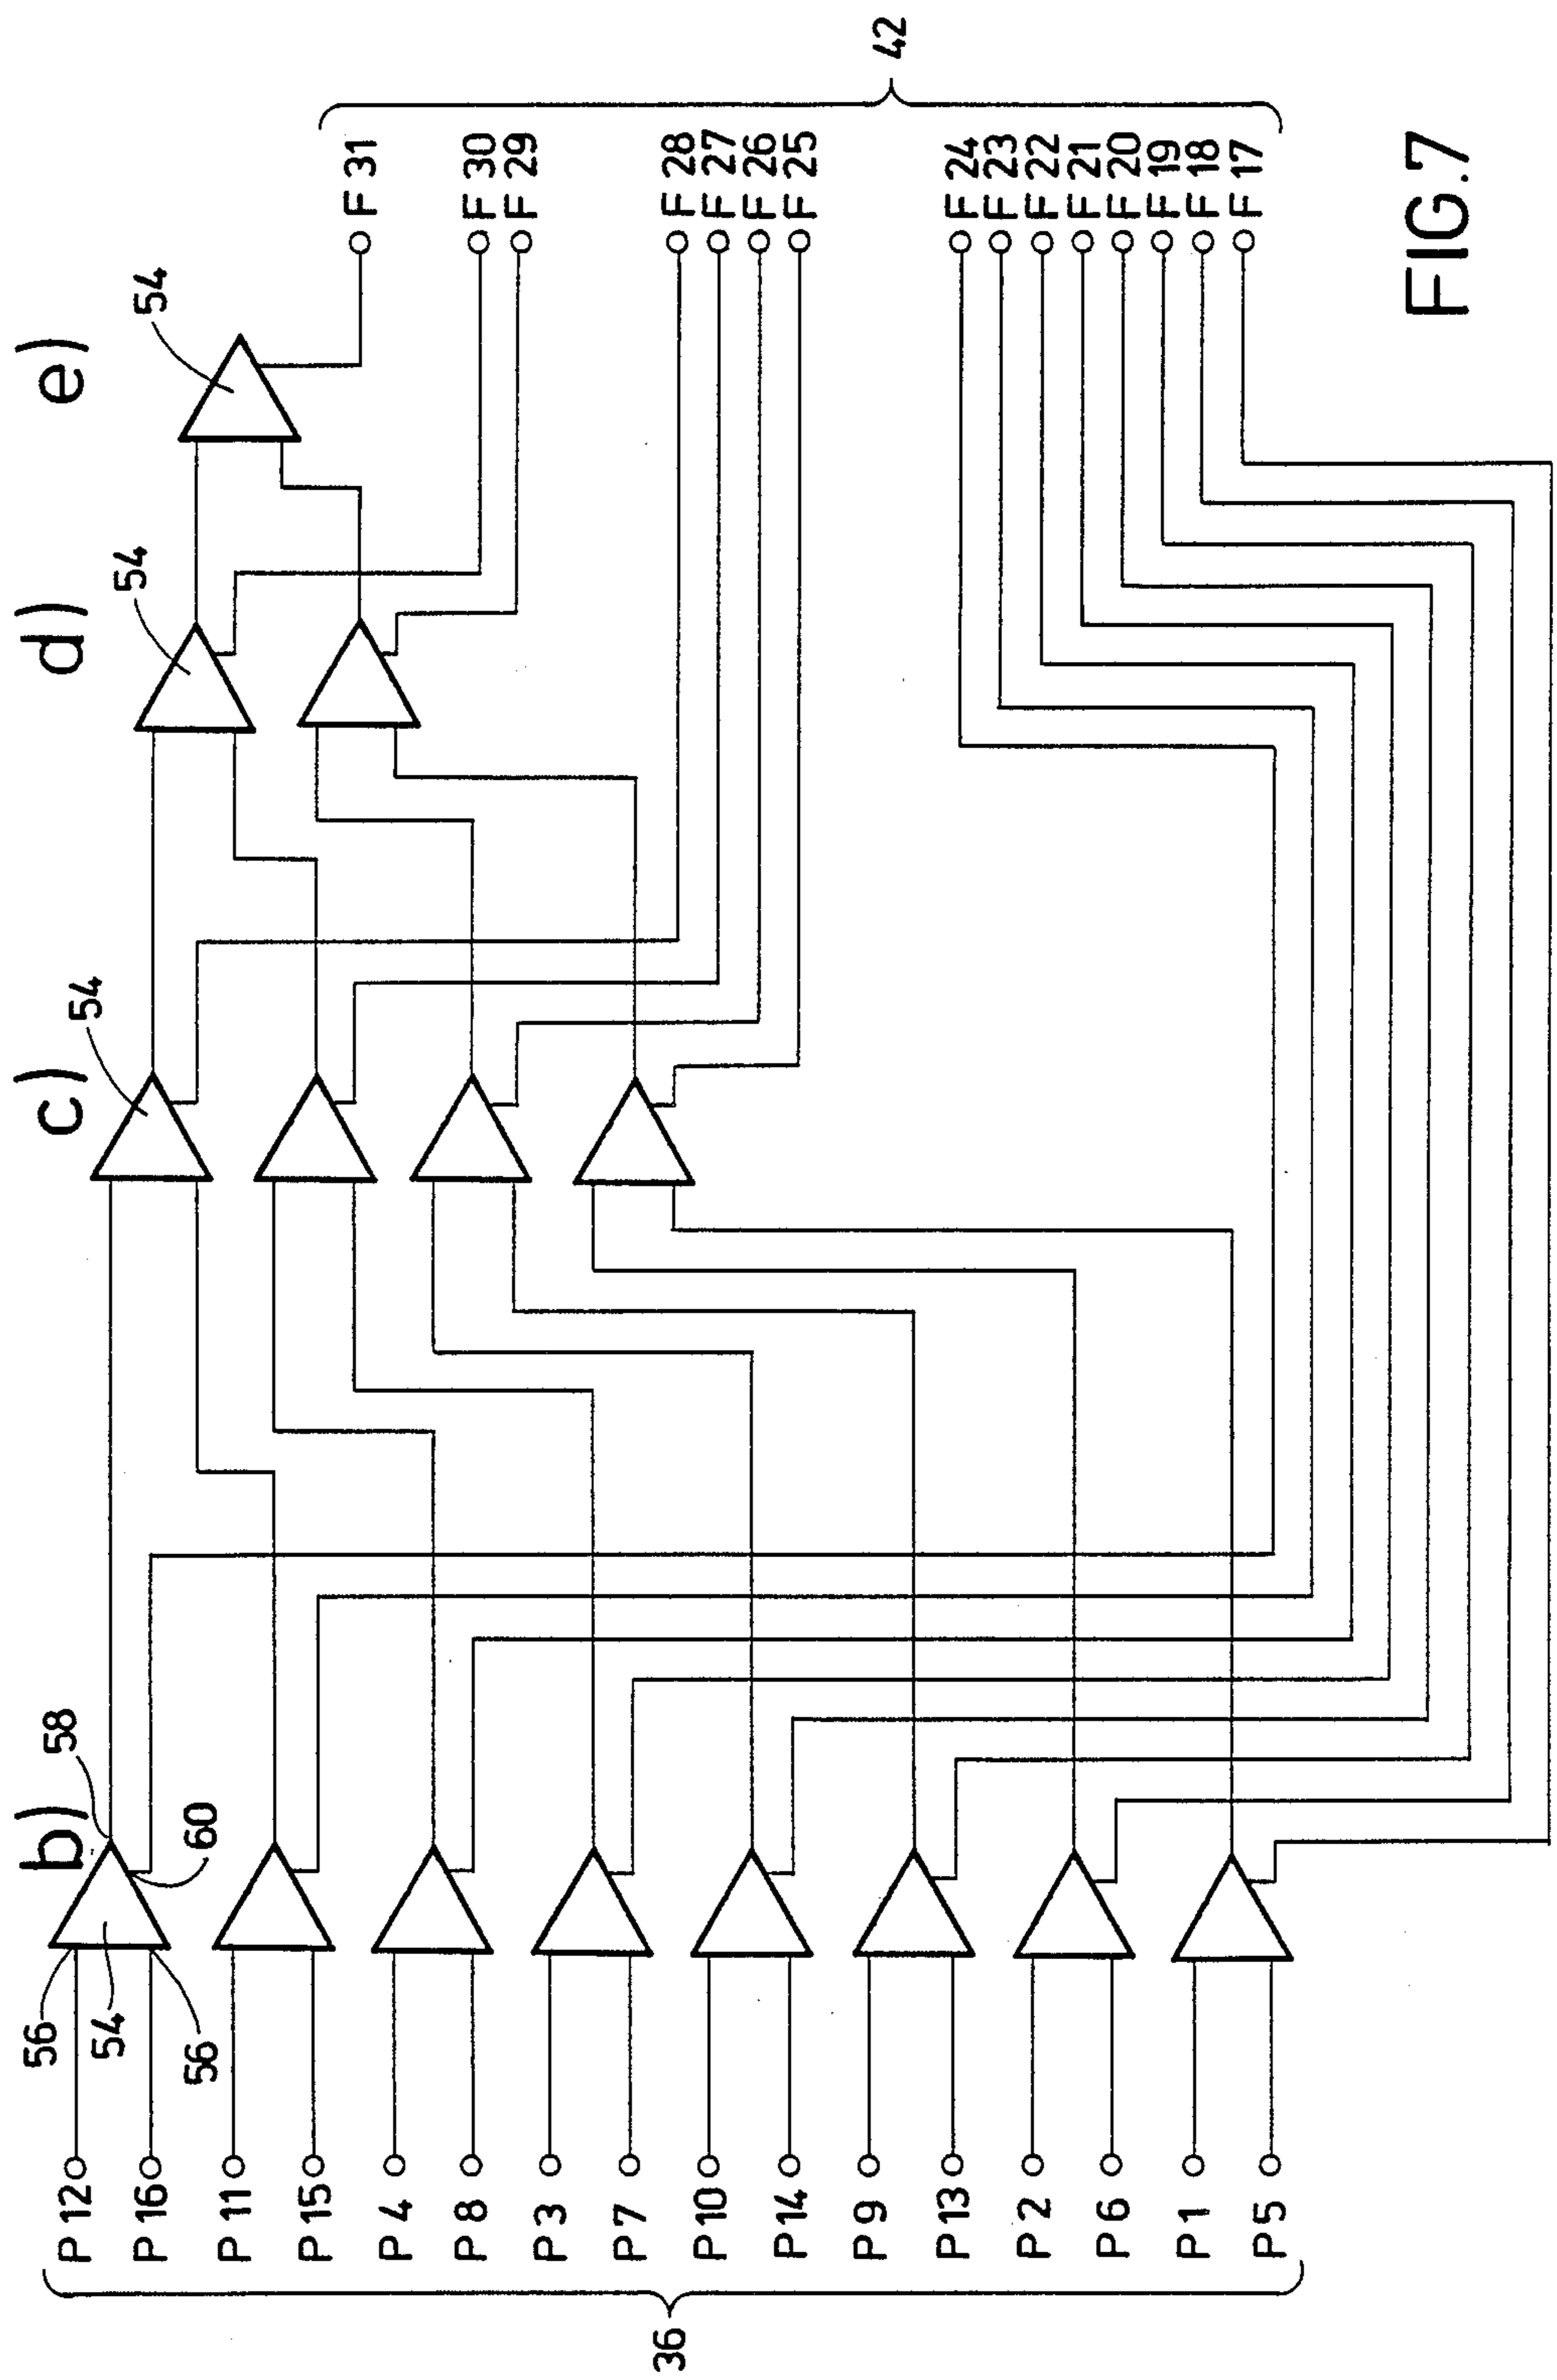 b)
c)
d)
e)
56
54
56
58
60
54
54
54
P 12
P 16
P 11
P 15
P 4
P 8
P 3
P 7
P 10
P 14
P 9
P 13
P 2
P 6
P 1
P 5
36
F 31
F 30
F 29
F 28
F 27
F 26
F 25
F 24
F 23
F 22
F 21
F 20
F 19
F 18
F 17
42
FIG.7